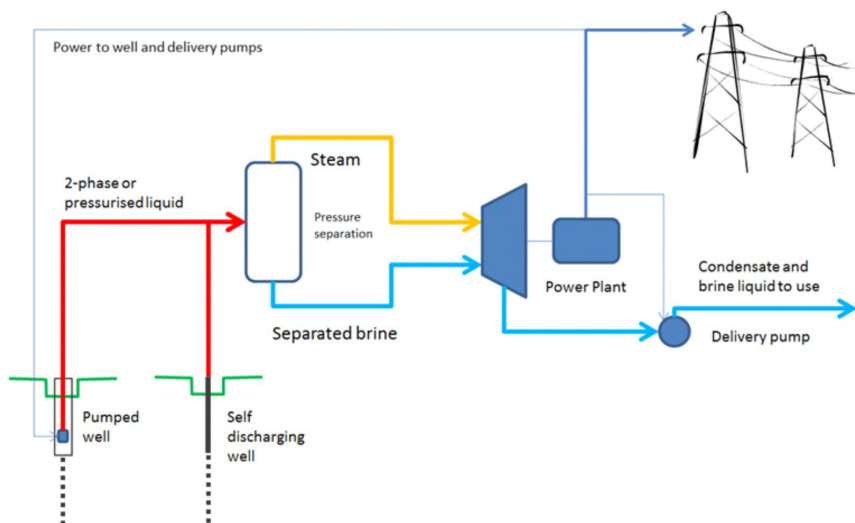 Power to well and delivery pumps
2-phase or
pressurised liquid
Steam
Pressure
separation
Separated brine
Power Plant
Condensate and
brine liquid to use
Delivery pump
Pumped
well
Self
discharging
well